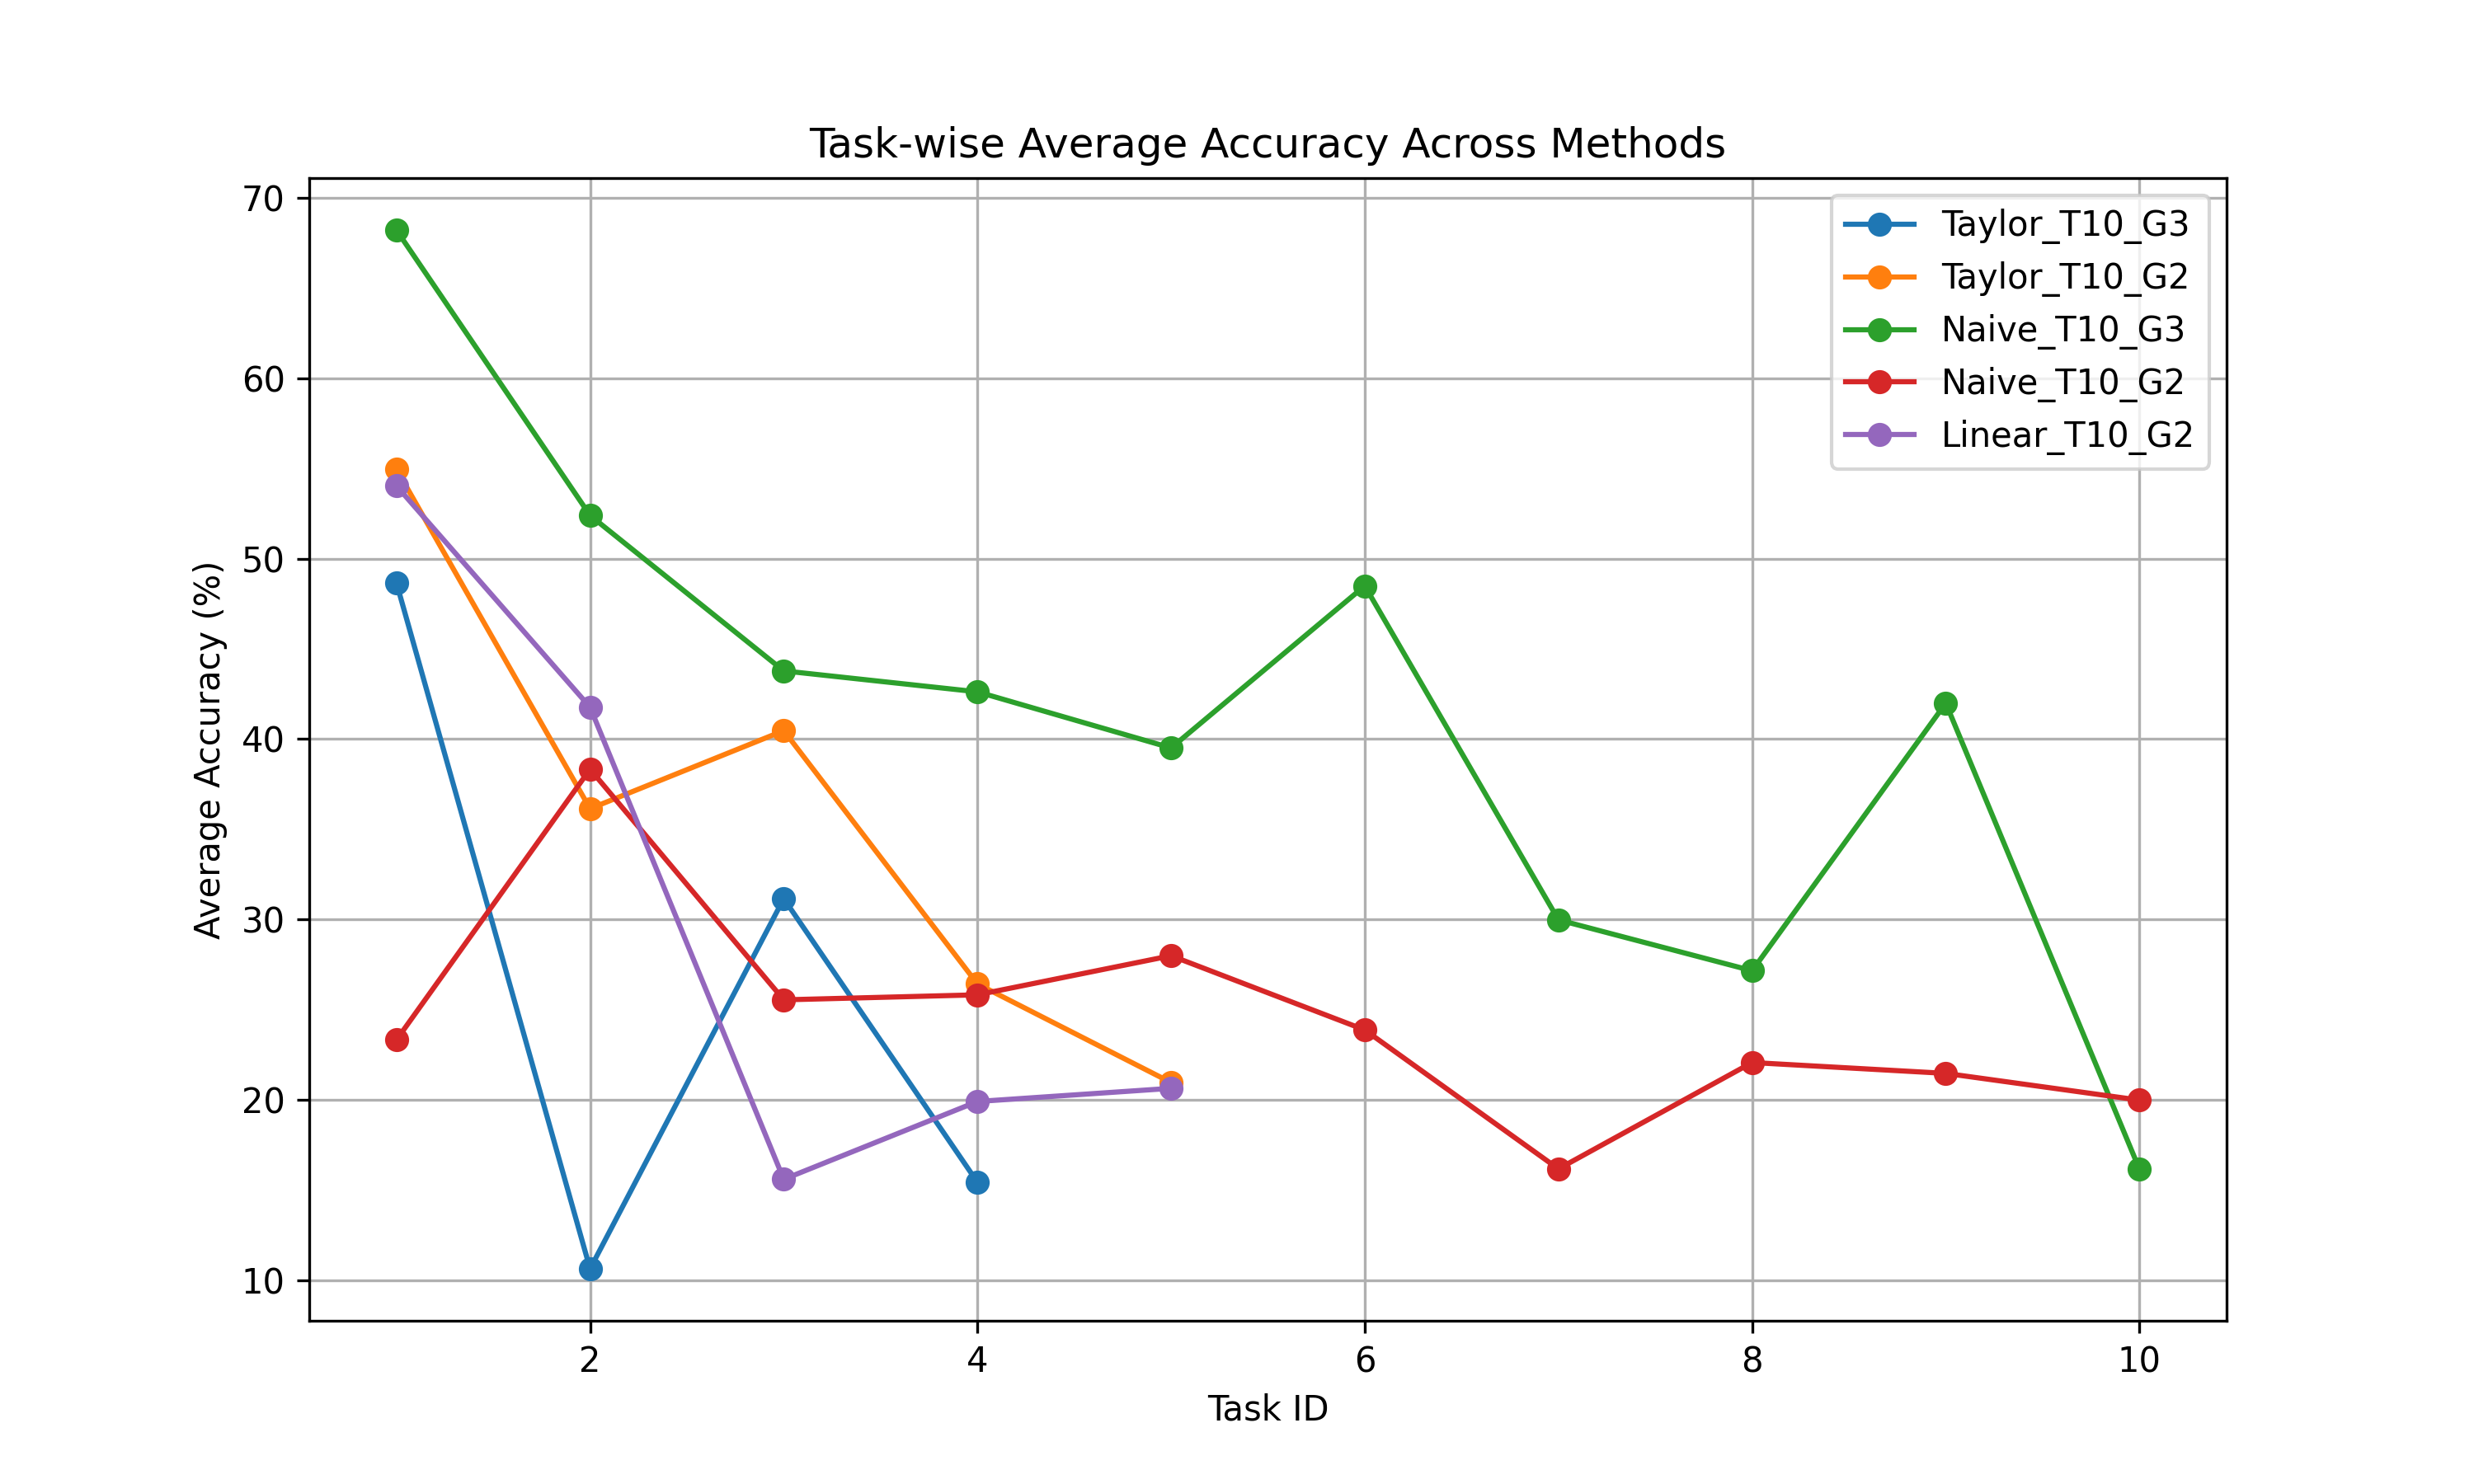 Task-wise Average Accuracy Across Methods
70
60
50
40
30
20
10
Average Accuracy (%)
2 4 6 8 10
Task ID
Taylor_T10_G3
Taylor_T10_G2
Naive_T10_G3
Naive_T10_G2
Linear_T10_G2